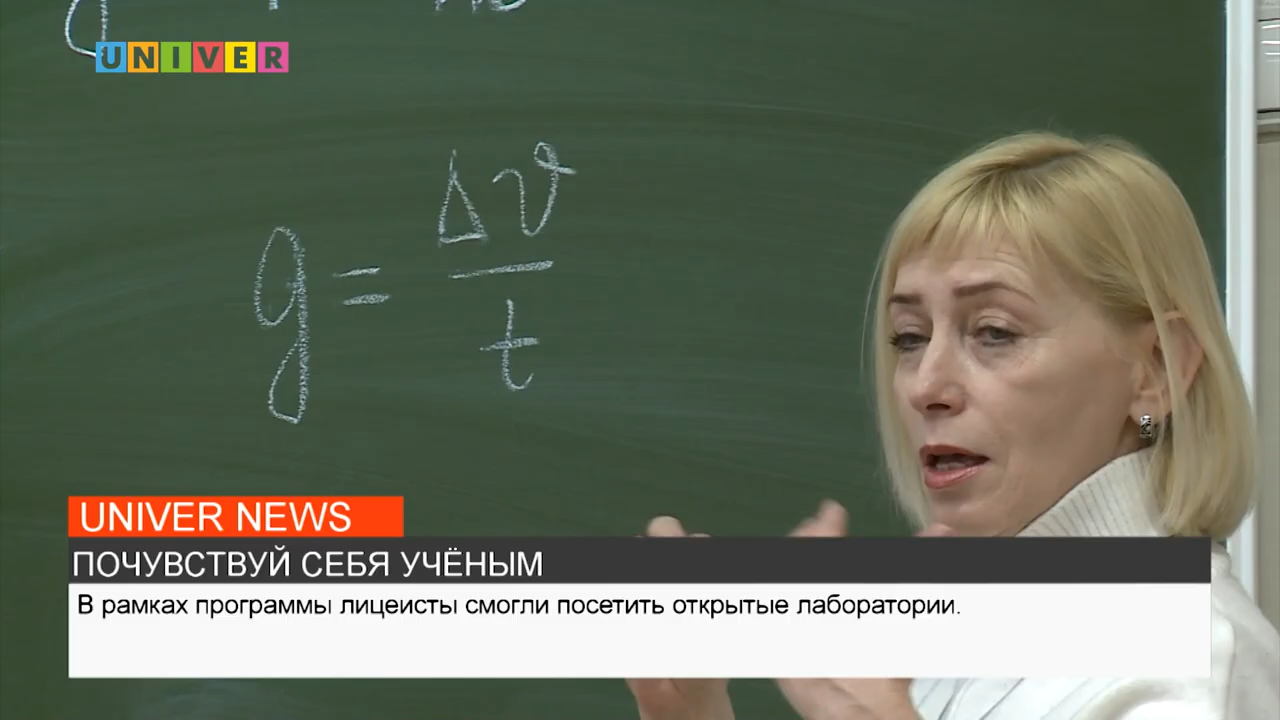 UNIVER
g = Δv / t
UNIVER NEWS
ПОЧУВСТВУЙ СЕБЯ УЧЁНЫМ
В рамках программы лицеисты смогли посетить открытые лаборатории.